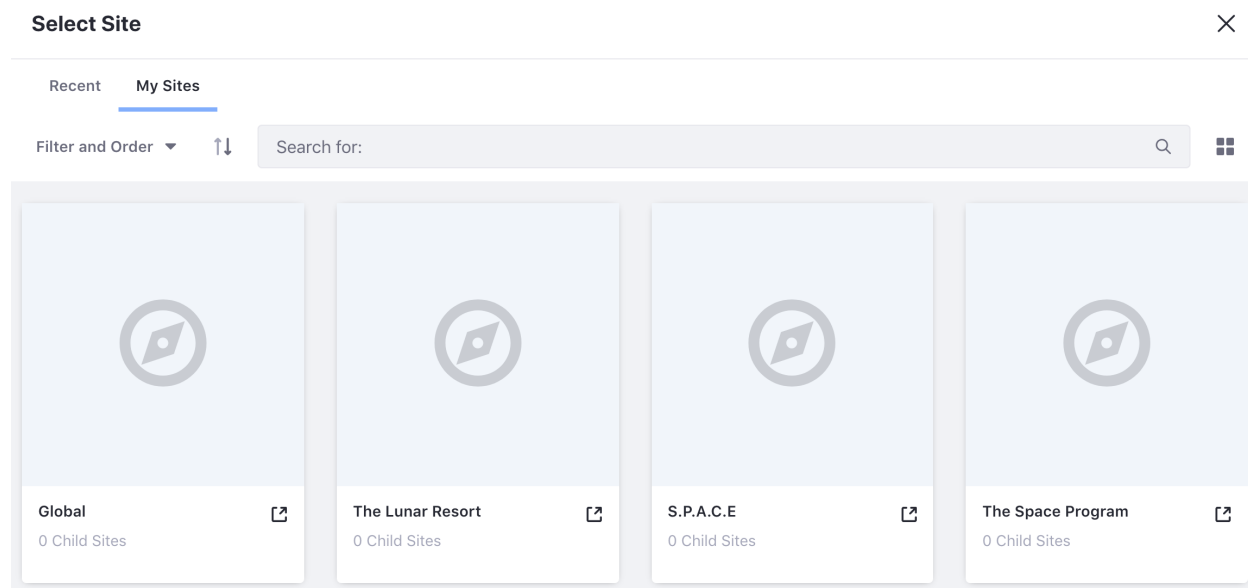 Select Site
Recent My Sites
Filter and Order Search for:
Global
0 Child Sites
The Lunar Resort
0 Child Sites
S.P.A.C.E
0 Child Sites
The Space Program
0 Child Sites